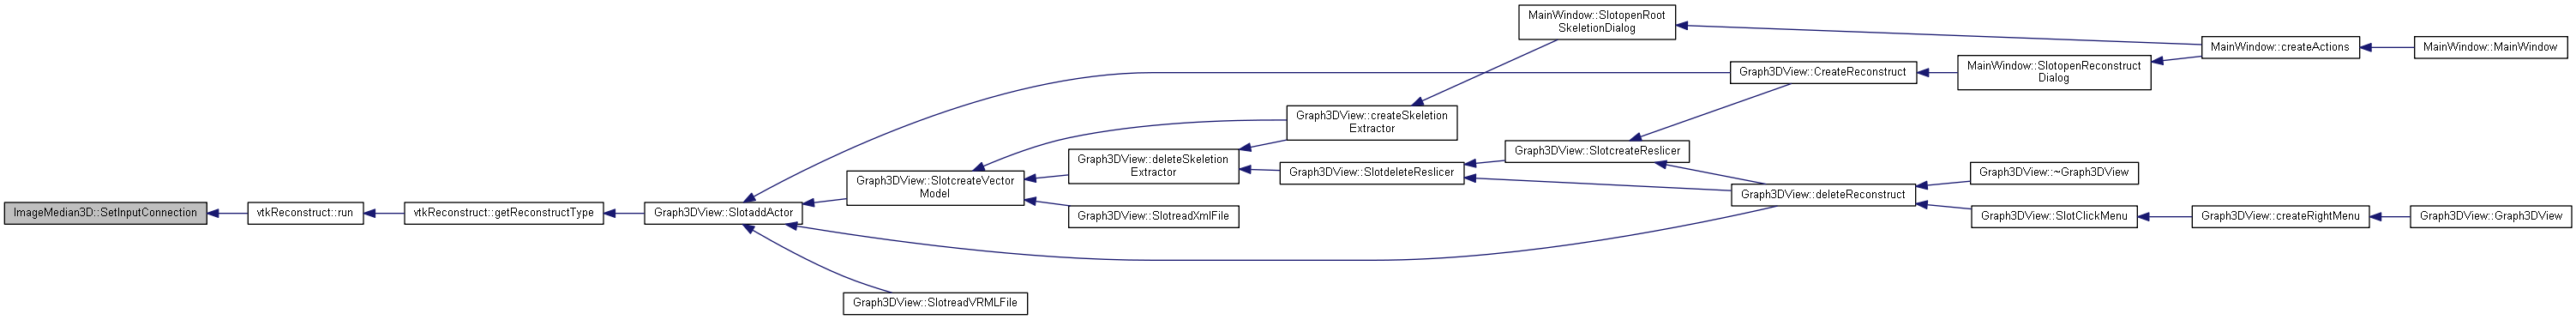 ImageMedian3D::SetInputConnection
vtkReconstruct::run
vtkReconstruct::getReconstructType
Graph3DView::SlotaddActor
Graph3DView::SlotcreateVector
Model
Graph3DView::SlotreadVRMLFile
Graph3DView::deleteSkeletion
Extractor
Graph3DView::SlotreadXmlFile
Graph3DView::createSkeletion
Extractor
Graph3DView::SlotdeleteReslicer
MainWindow::SlotopenRoot
SkeletionDialog
Graph3DView::SlotcreateReslicer
Graph3DView::CreateReconstruct
Graph3DView::deleteReconstruct
MainWindow::SlotopenReconstruct
Dialog
Graph3DView::~Graph3DView
Graph3DView::SlotClickMenu
MainWindow::createActions
Graph3DView::createRightMenu
MainWindow::MainWindow
Graph3DView::Graph3DView